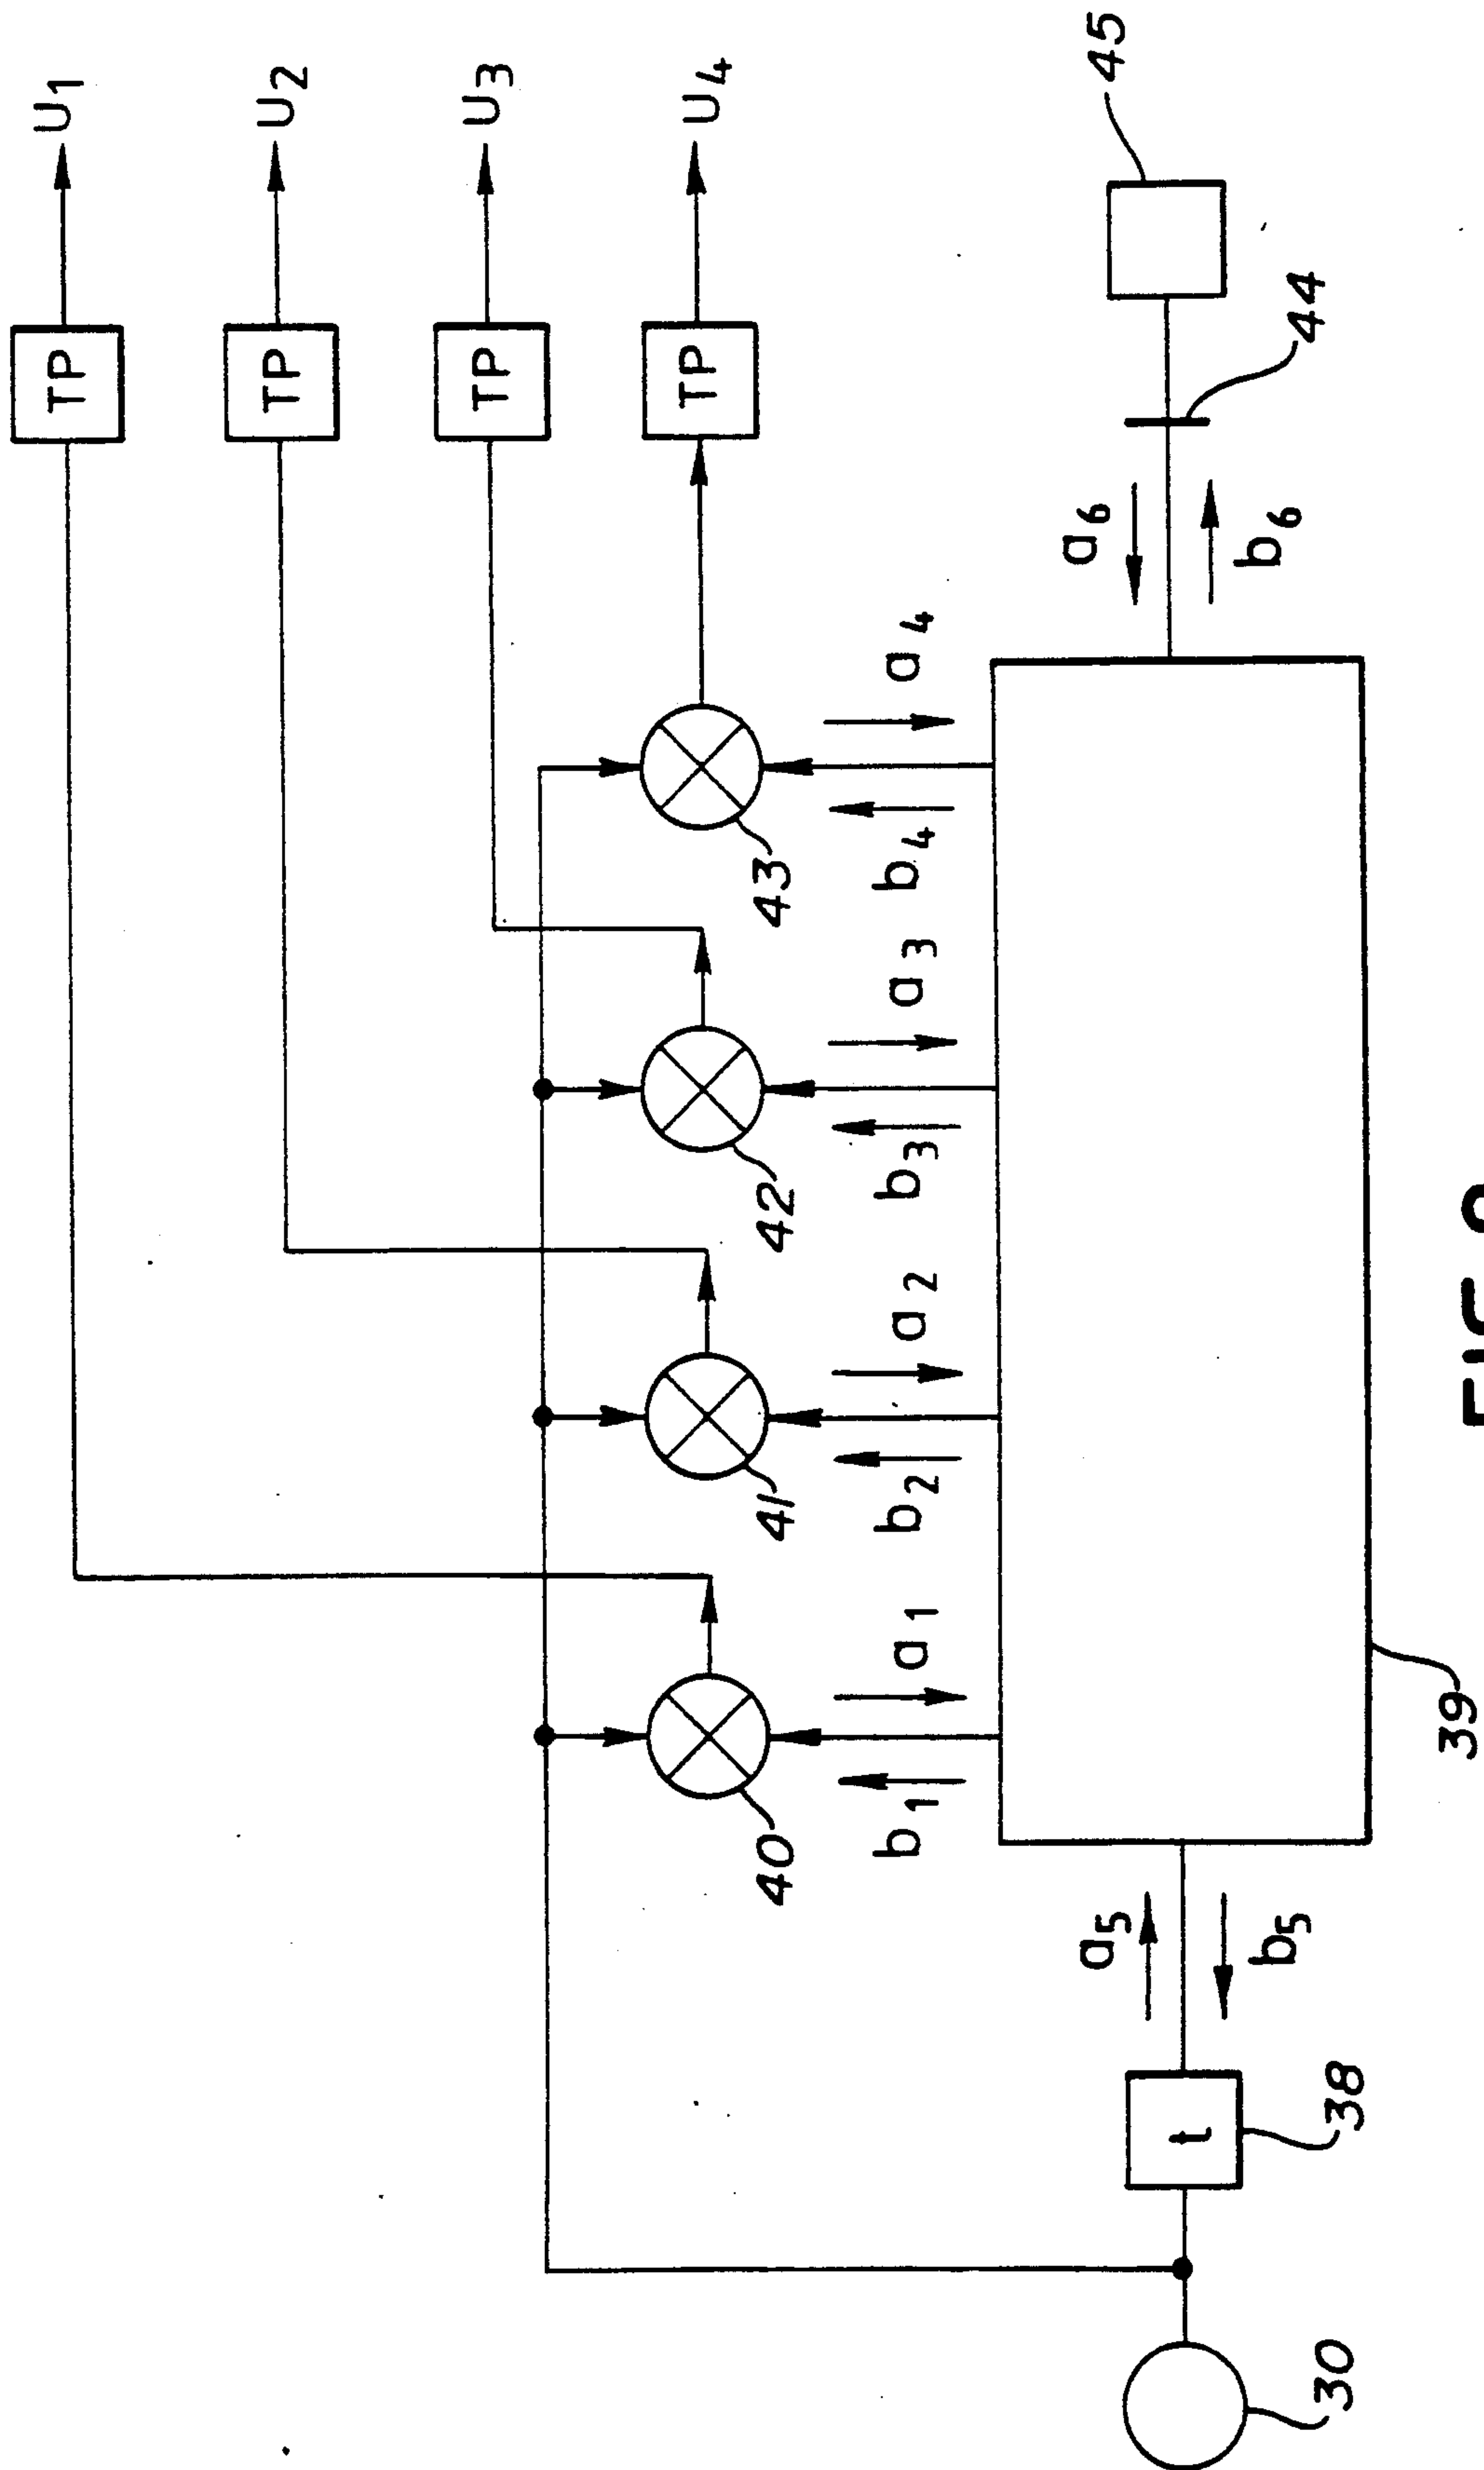 TP U₁
TP U₂
TP U₃
TP U₄
40
41
42
43
b₁ a₁
b₂ a₂
b₃ a₃
b₄ a₄
a₅
b₅
a₆
b₆
t
30
38
39
44
45